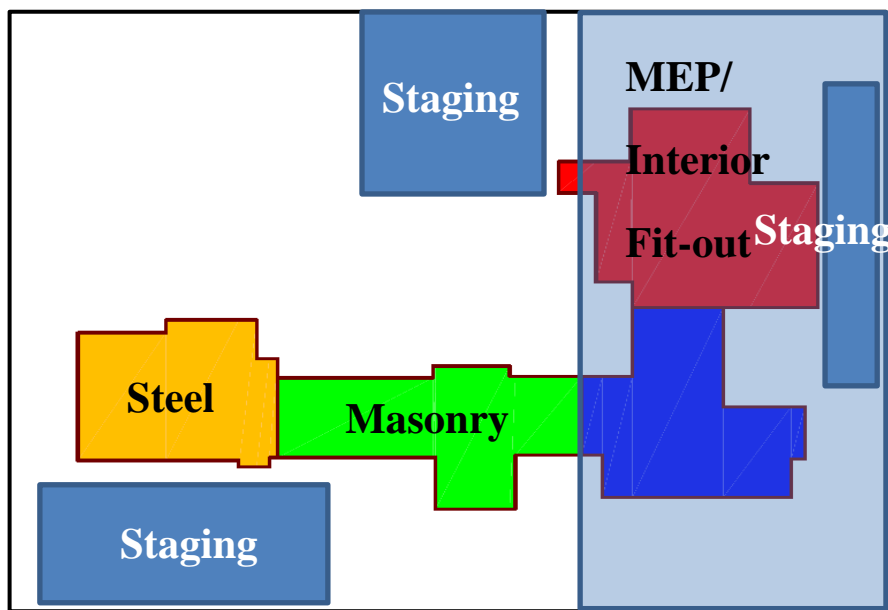 Staging
MEP/
Interior
Fit-out
Staging
Steel
Masonry
Staging